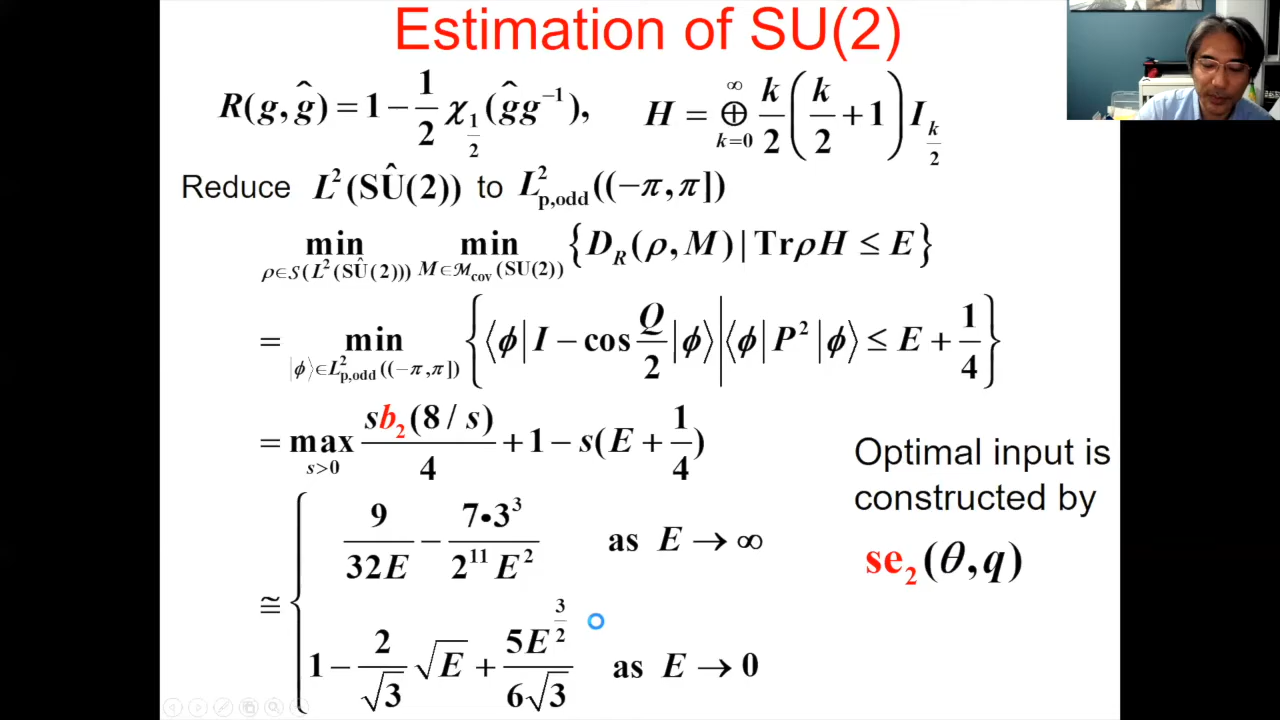 Estimation of SU(2)
R(g, ĝ) = 1 − 1/2 χ_{1/2}(ĝg⁻¹), H = ⊕_{k=0}^{∞} k/2 (k/2 + 1) I_{k/2}
Reduce L²(SÛ(2)) to L²_{p,odd}((−π, π])
min_{ρ∈S(L²(SÛ(2)))} min_{M∈ℳ_cov(SU(2))} {D_R(ρ, M) | Tr ρH ≤ E}
= min_{|ϕ⟩∈L²_{p,odd}((−π,π])} {⟨ϕ| I − cos Q/2 |ϕ⟩ | ⟨ϕ| P² |ϕ⟩ ≤ E + 1/4}
= max_{s>0} sb₂(8 / s)/4 + 1 − s(E + 1/4)
≅ { 9/32E − 7•3³/2¹¹E² as E → ∞
1 − 2/√3 √E + 5E^{3/2}/6√3 as E → 0
Optimal input is
constructed by
se₂(θ, q)